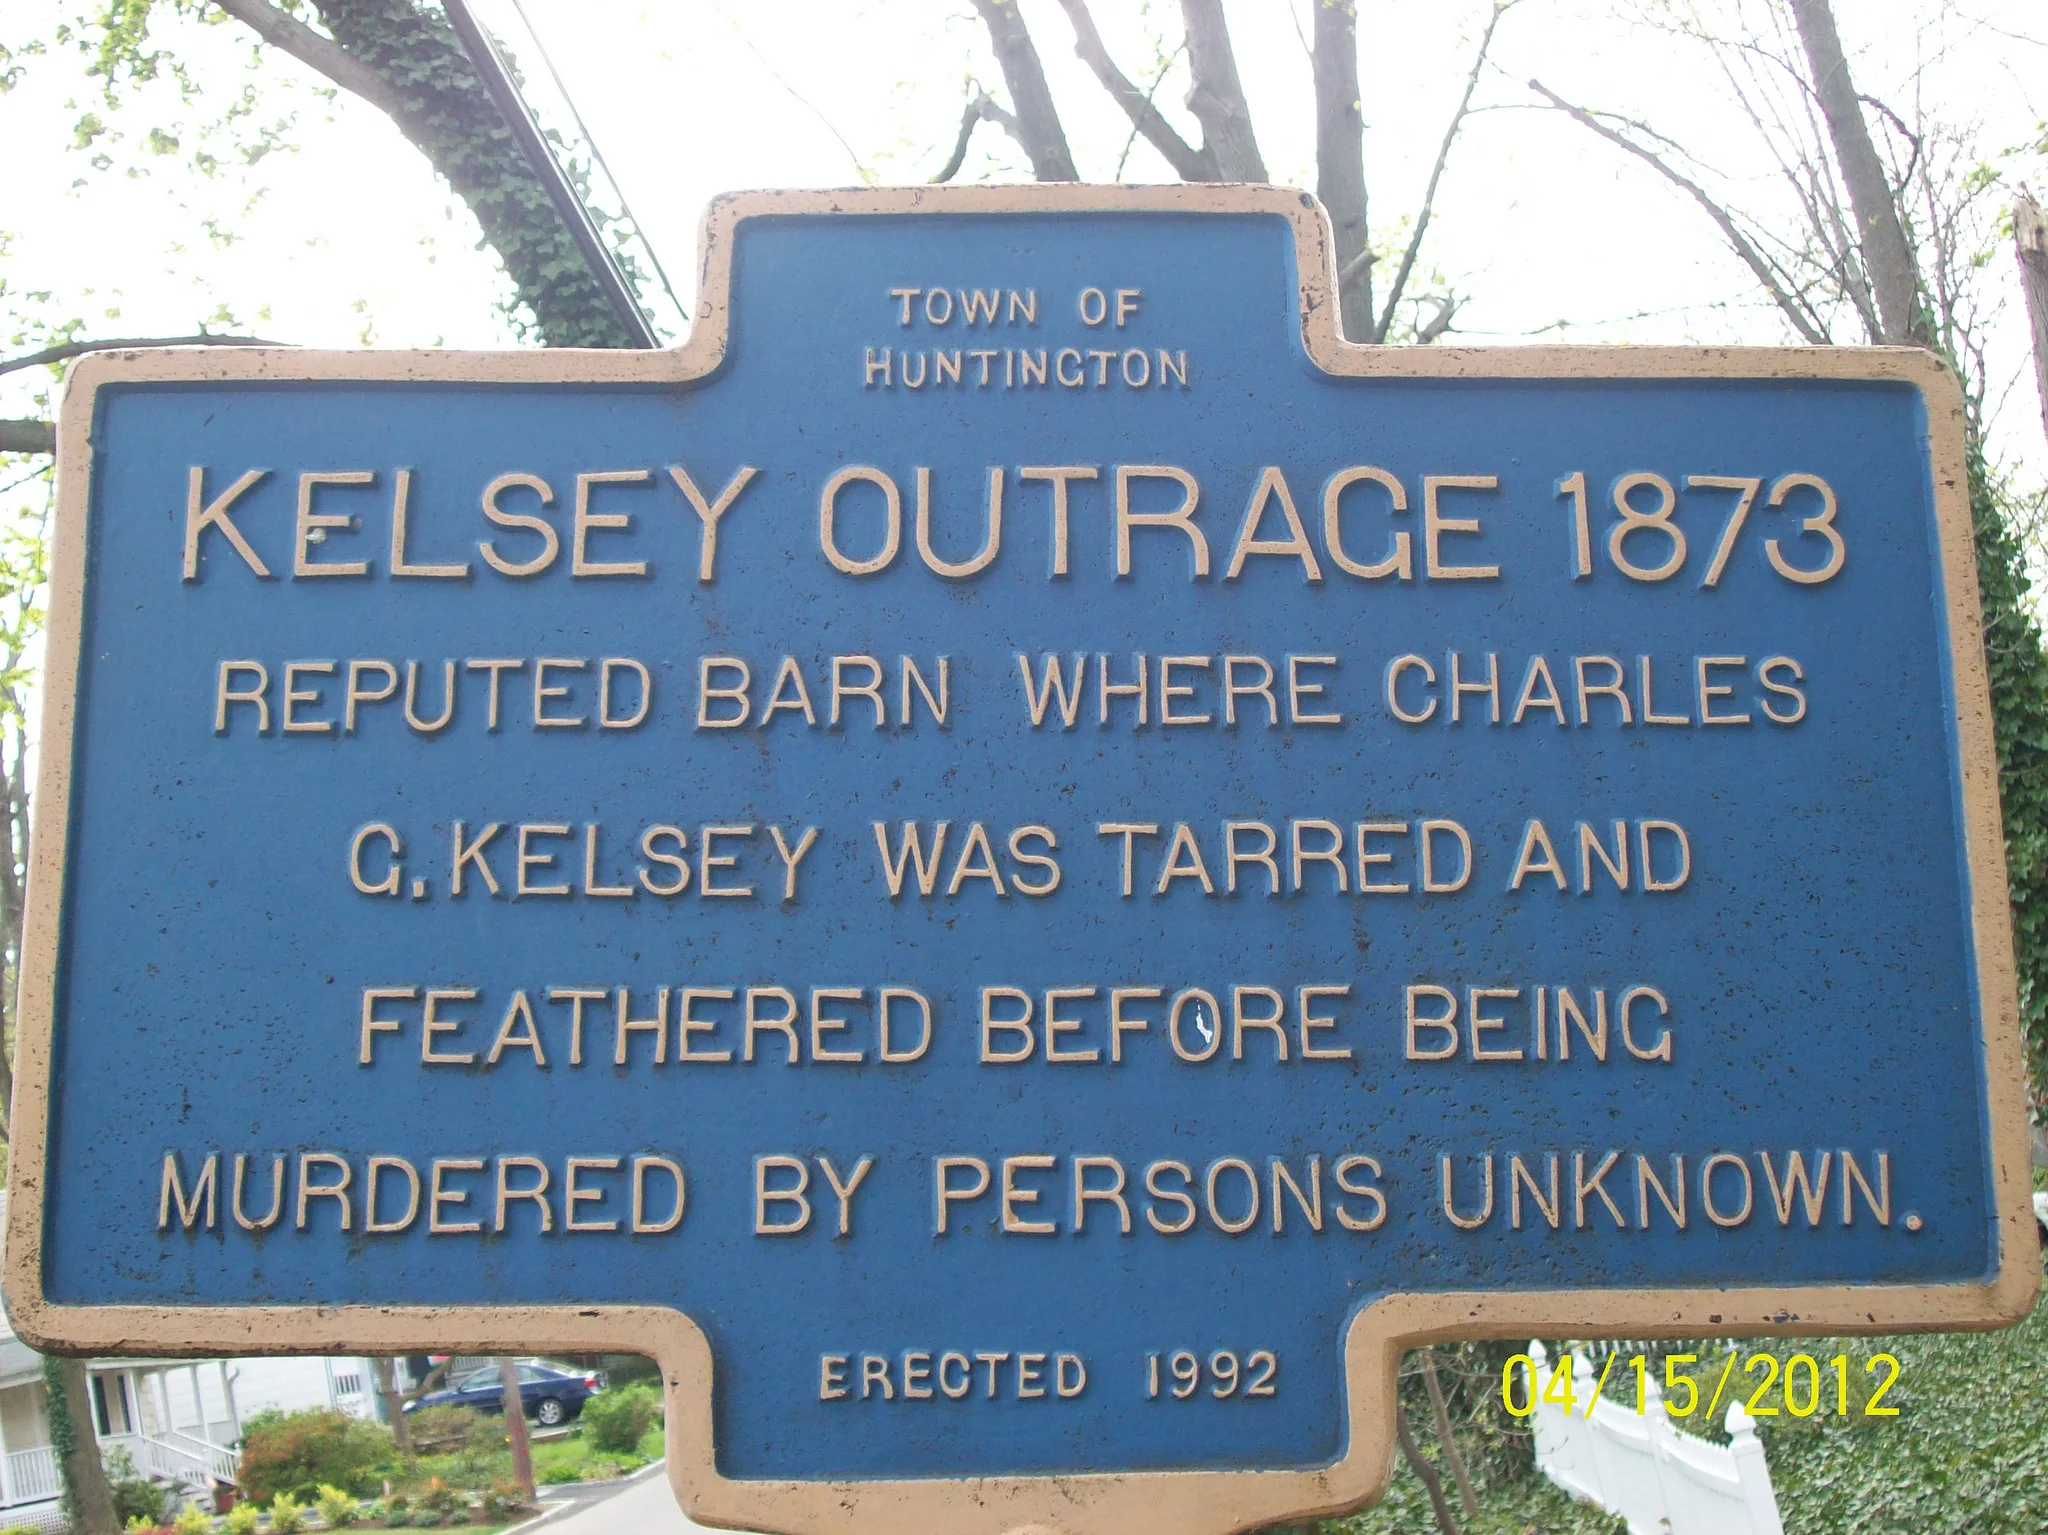 TOWN OF
HUNTINGTON
KELSEY OUTRAGE 1873
REPUTED BARN WHERE CHARLES
G. KELSEY WAS TARRED AND
FEATHERED BEFORE BEING
MURDERED BY PERSONS UNKNOWN.
ERECTED 1992
04/15/2012